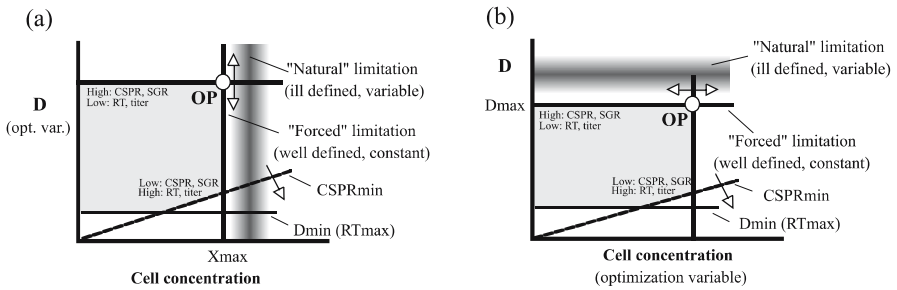 (a)
"Natural" limitation
(ill defined, variable)
D
(opt. var.)
High: CSPR, SGR
Low: RT, titer
OP
"Forced" limitation
(well defined, constant)
Low: CSPR, SGR
High: RT, titer
CSPRmin
Dmin (RTmax)
Xmax
Cell concentration
(b)
"Natural" limitation
(ill defined, variable)
D
Dmax
High: CSPR, SGR
Low: RT, titer
OP
"Forced" limitation
(well defined, constant)
Low: CSPR, SGR
High: RT, titer
CSPRmin
Dmin (RTmax)
Cell concentration
(optimization variable)